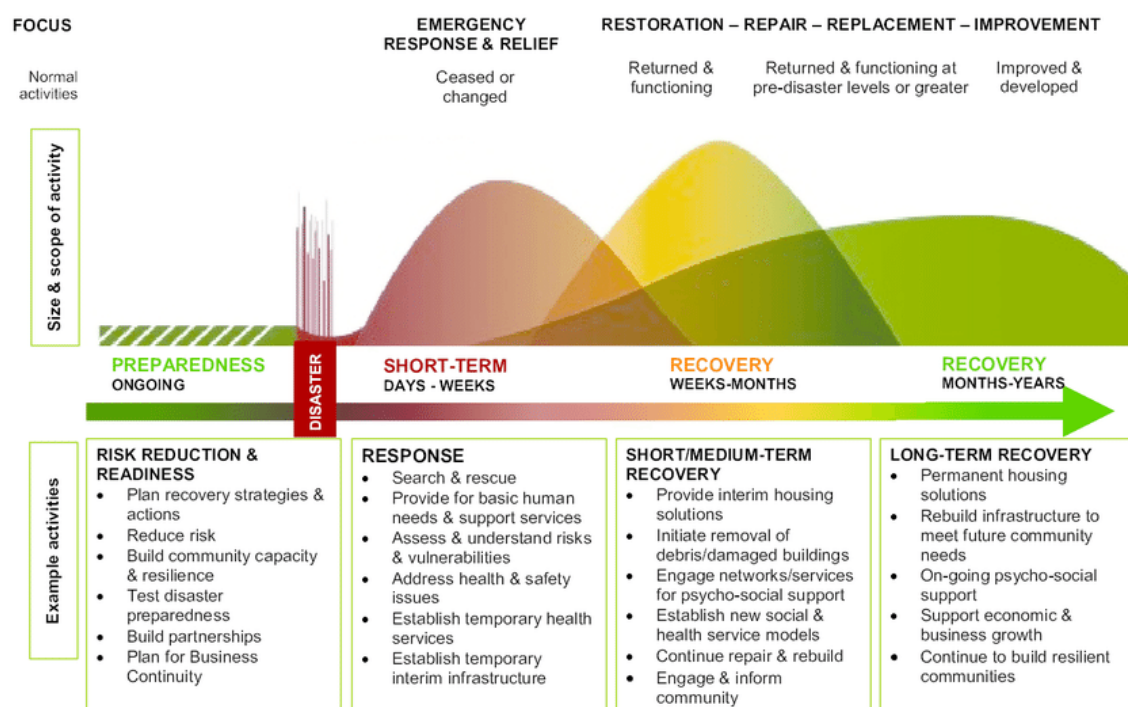 FOCUS
EMERGENCY
RESPONSE & RELIEF
RESTORATION – REPAIR – REPLACEMENT – IMPROVEMENT
Normal
activities
Ceased or
changed
Returned &
functioning
Returned & functioning at
pre-disaster levels or greater
Improved &
developed
Size & scope of activity
PREPAREDNESS
ONGOING
DISASTER
SHORT-TERM
DAYS - WEEKS
RECOVERY
WEEKS-MONTHS
RECOVERY
MONTHS-YEARS
Example activities
RISK REDUCTION &
READINESS
• Plan recovery strategies &
actions
• Reduce risk
• Build community capacity
& resilience
• Test disaster
preparedness
• Build partnerships
• Plan for Business
Continuity
RESPONSE
• Search & rescue
• Provide for basic human
needs & support services
• Assess & understand risks
& vulnerabilities
• Address health & safety
issues
• Establish temporary health
services
• Establish temporary
interim infrastructure
SHORT/MEDIUM-TERM
RECOVERY
• Provide interim housing
solutions
• Initiate removal of
debris/damaged buildings
• Engage networks/services
for psycho-social support
• Establish new social &
health service models
• Continue repair & rebuild
• Engage & inform
community
LONG-TERM RECOVERY
• Permanent housing
solutions
• Rebuild infrastructure to
meet future community
needs
• On-going psycho-social
support
• Support economic &
business growth
• Continue to build resilient
communities